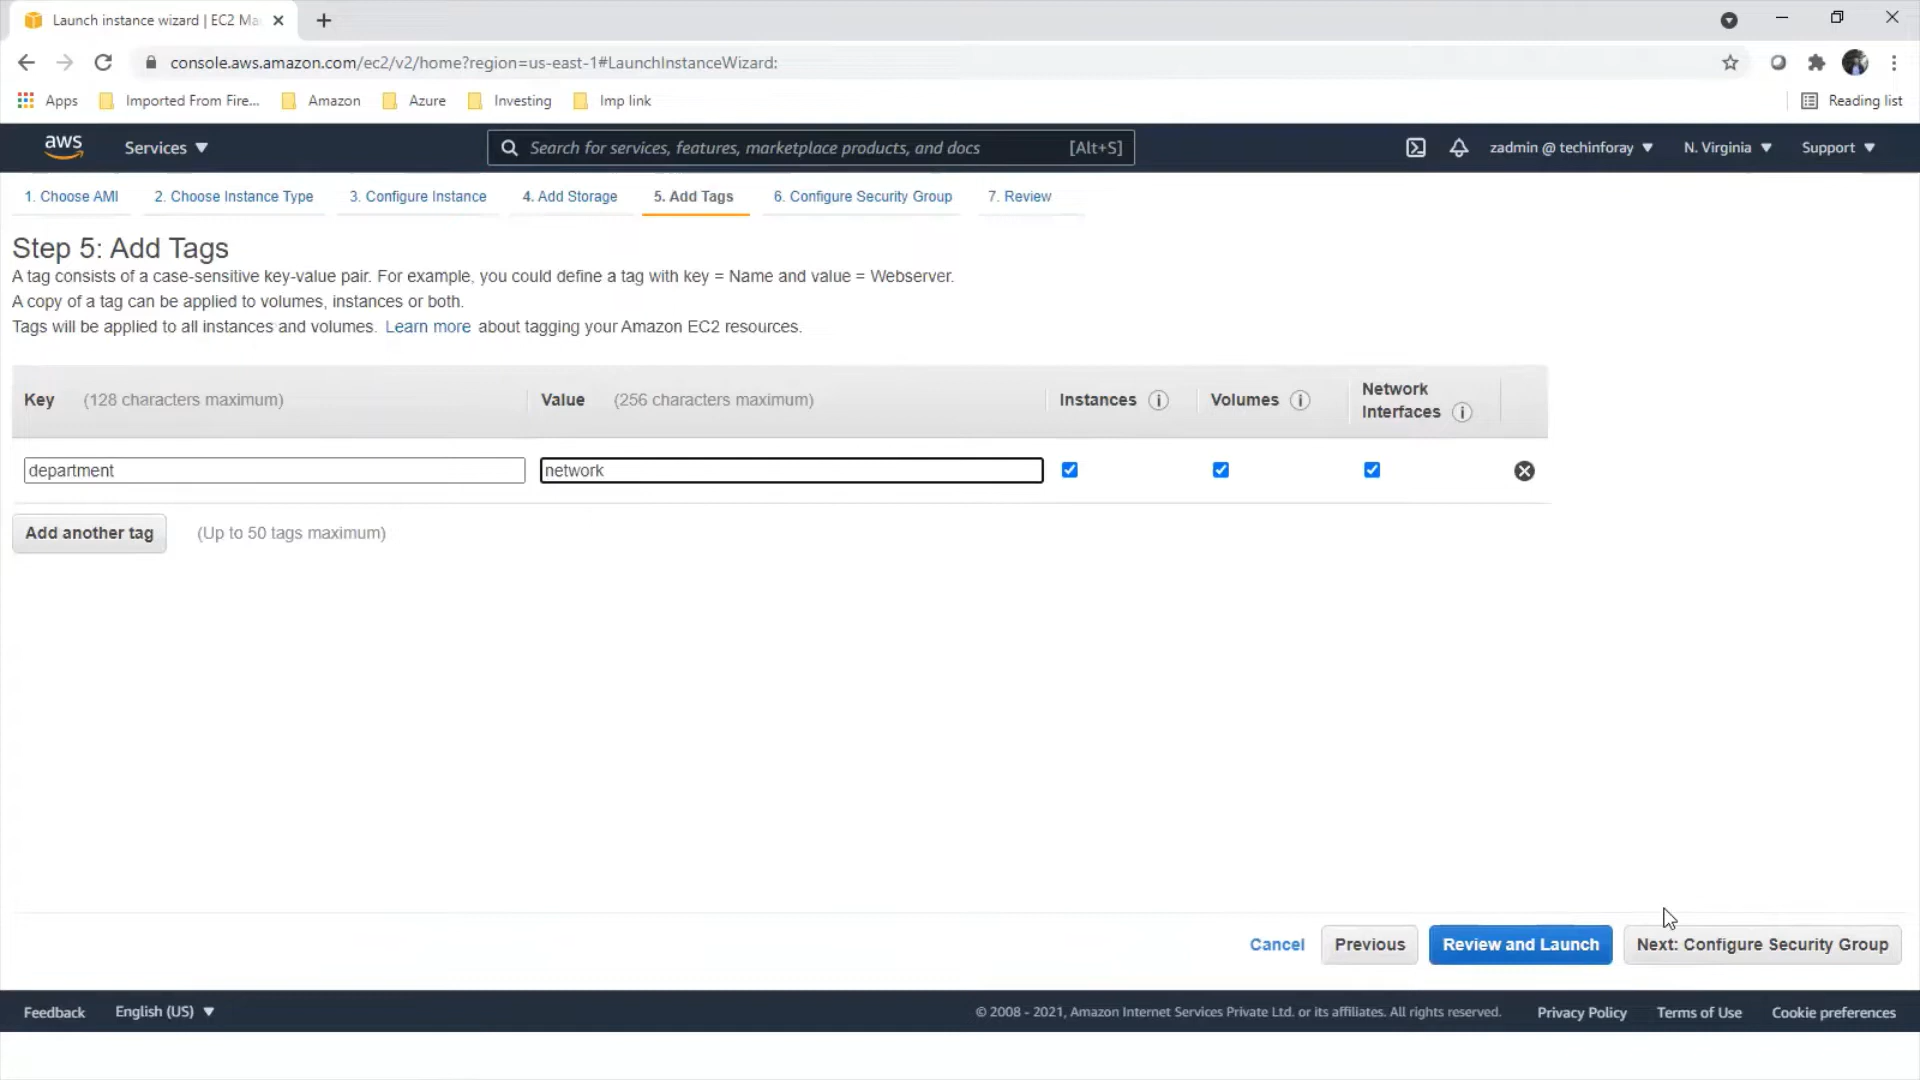 Launch instance wizard | EC2 Ma
console.aws.amazon.com/ec2/v2/home?region=us-east-1#LaunchInstanceWizard:
Apps Imported From Fire... Amazon Azure Investing Imp link Reading list
aws Services Search for services, features, marketplace products, and docs [Alt+S] zadmin @ techinforay N. Virginia Support
1. Choose AMI 2. Choose Instance Type 3. Configure Instance 4. Add Storage 5. Add Tags 6. Configure Security Group 7. Review
Step 5: Add Tags
A tag consists of a case-sensitive key-value pair. For example, you could define a tag with key = Name and value = Webserver.
A copy of a tag can be applied to volumes, instances or both.
Tags will be applied to all instances and volumes. Learn more about tagging your Amazon EC2 resources.
Key (128 characters maximum) Value (256 characters maximum) Instances Volumes Network Interfaces
department network
Add another tag (Up to 50 tags maximum)
Cancel Previous Review and Launch Next: Configure Security Group
Feedback English (US) © 2008 - 2021, Amazon Internet Services Private Ltd. or its affiliates. All rights reserved. Privacy Policy Terms of Use Cookie preferences